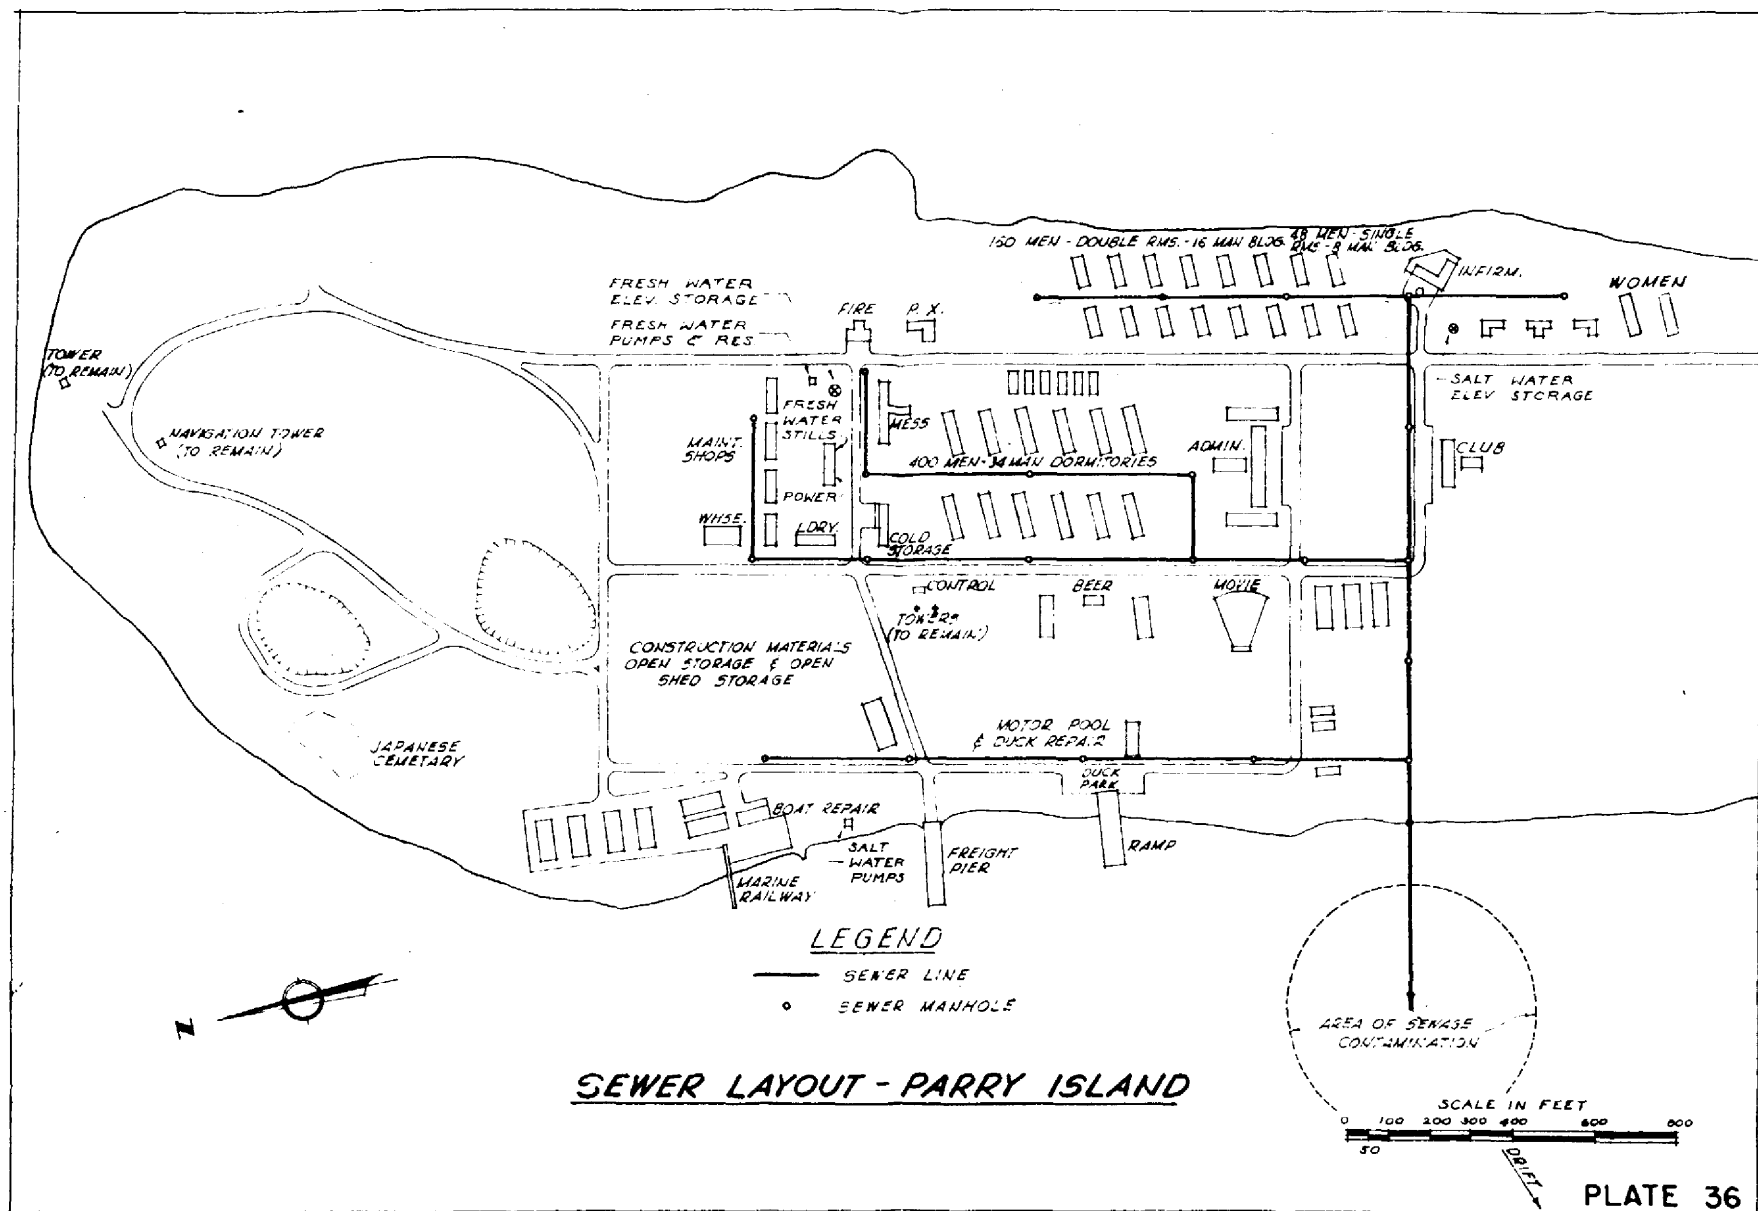 160 MEN - DOUBLE RMS. - 16 MAN BLDG.
48 MEN - SINGLE
RMS - 8 MAN BLDG.
INFIRM.
WOMEN
FRESH WATER
ELEV. STORAGE
FRESH WATER
PUMPS & RES
FIRE
P. X.
TOWER
(TO REMAIN)
NAVIGATION TOWER
(TO REMAIN)
MAINT.
SHOPS
FRESH
WATER
STILLS
MESS
SALT WATER
ELEV STORAGE
400 MEN - 34 MAN DORMITORIES
ADMIN.
CLUB
POWER
WHSE.
LDRY.
COLD
STORAGE
CONTROL
BEER
MOVIE
TOWERS
(TO REMAIN)
CONSTRUCTION MATERIALS
OPEN STORAGE & OPEN
SHED STORAGE
JAPANESE
CEMETARY
MOTOR POOL
& DUCK REPAIR
DUCK
PARK
BOAT REPAIR
SALT
WATER
PUMPS
FREIGHT
PIER
RAMP
MARINE
RAILWAY
LEGEND
SEWER LINE
SEWER MANHOLE
N
AREA OF SEWAGE
CONTAMINATION
SEWER LAYOUT - PARRY ISLAND
SCALE IN FEET
0 100 200 300 400 600 800
50
DRIFT
PLATE 36